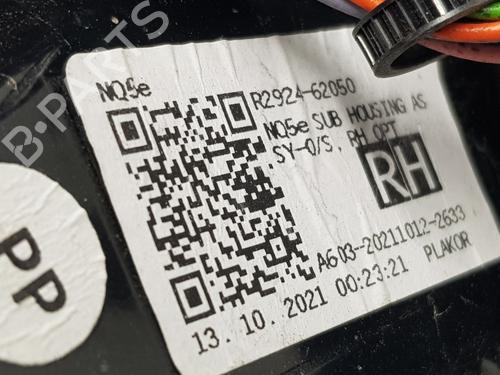 NQ5e
R2924-62050
NQ5e SUB HOUSING AS
SY-O/S, RH OPT
RH
AG03-20211012-2633
13.10.2021 00:23:21 PLAKOR
PP
B-PARTS